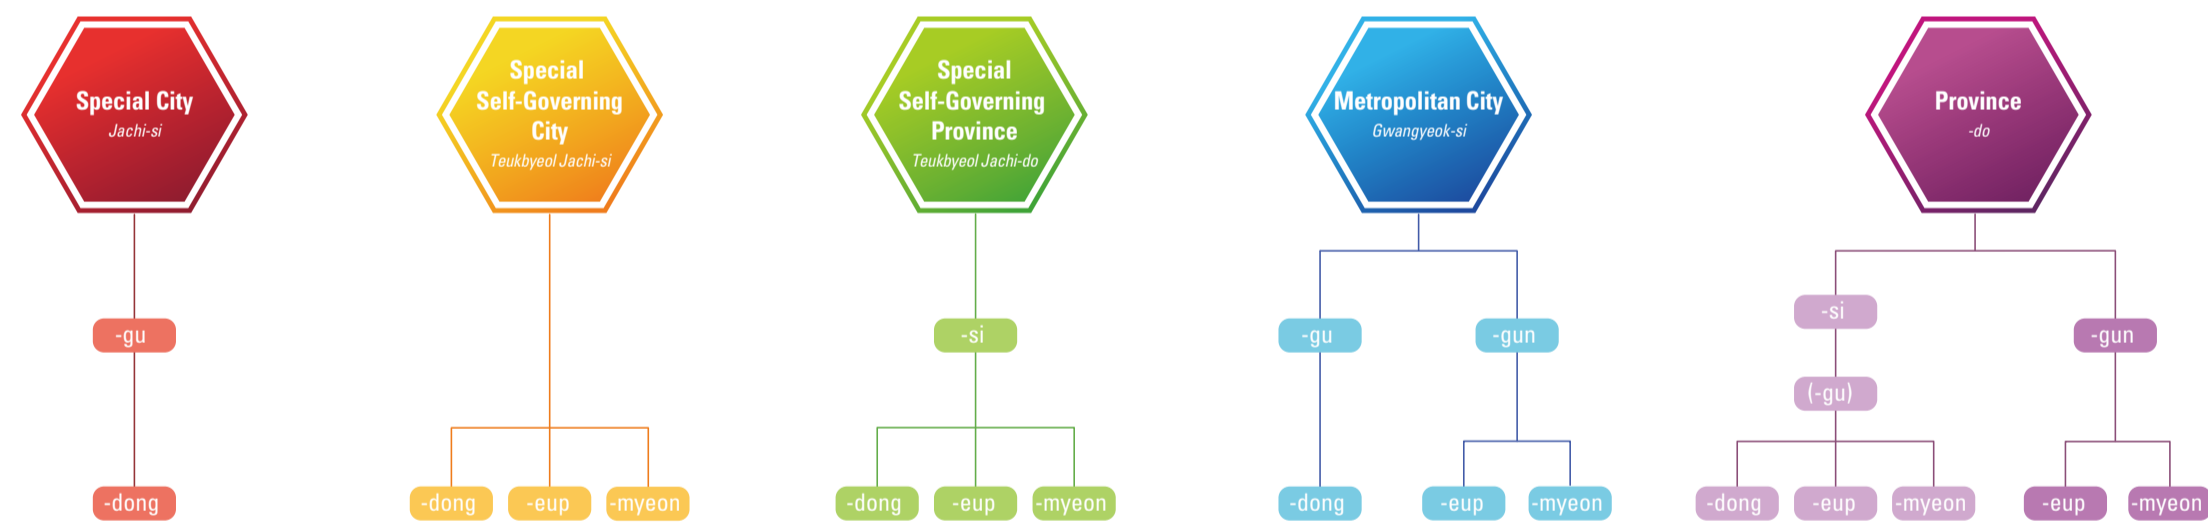 Special City
Jachi-si
Special
Self-Governing
City
Teukbyeol Jachi-si
Special
Self-Governing
Province
Teukbyeol Jachi-do
Metropolitan City
Gwangyeok-si
Province
-do
-gu
-si
-gu
-gun
-si
(-gu)
-gun
-dong
-dong
-eup
-myeon
-dong
-eup
-myeon
-dong
-eup
-myeon
-dong
-eup
-myeon
-eup
-myeon